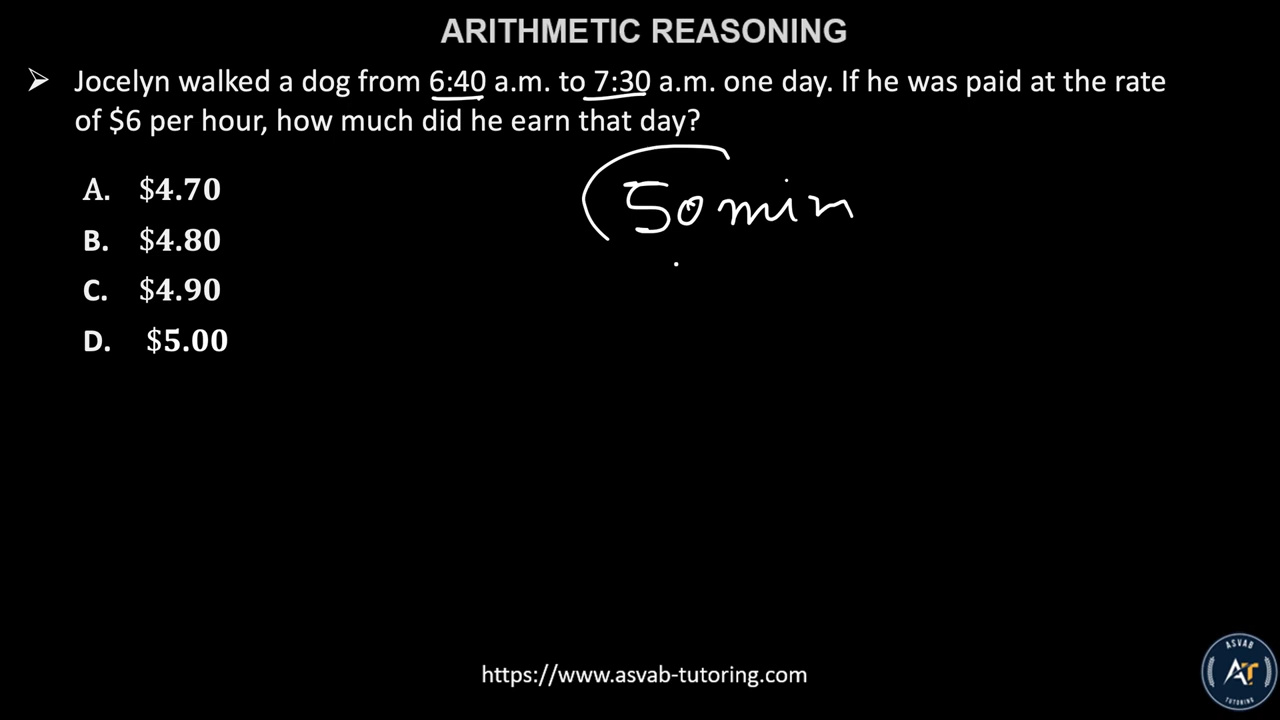 ARITHMETIC REASONING
➢ Jocelyn walked a dog from 6:40 a.m. to 7:30 a.m. one day. If he was paid at the rate
of $6 per hour, how much did he earn that day?
A. $4.70
50 min
B. $4.80
C. $4.90
D. $5.00
https://www.asvab-tutoring.com
ASVAB
AT
TUTORING